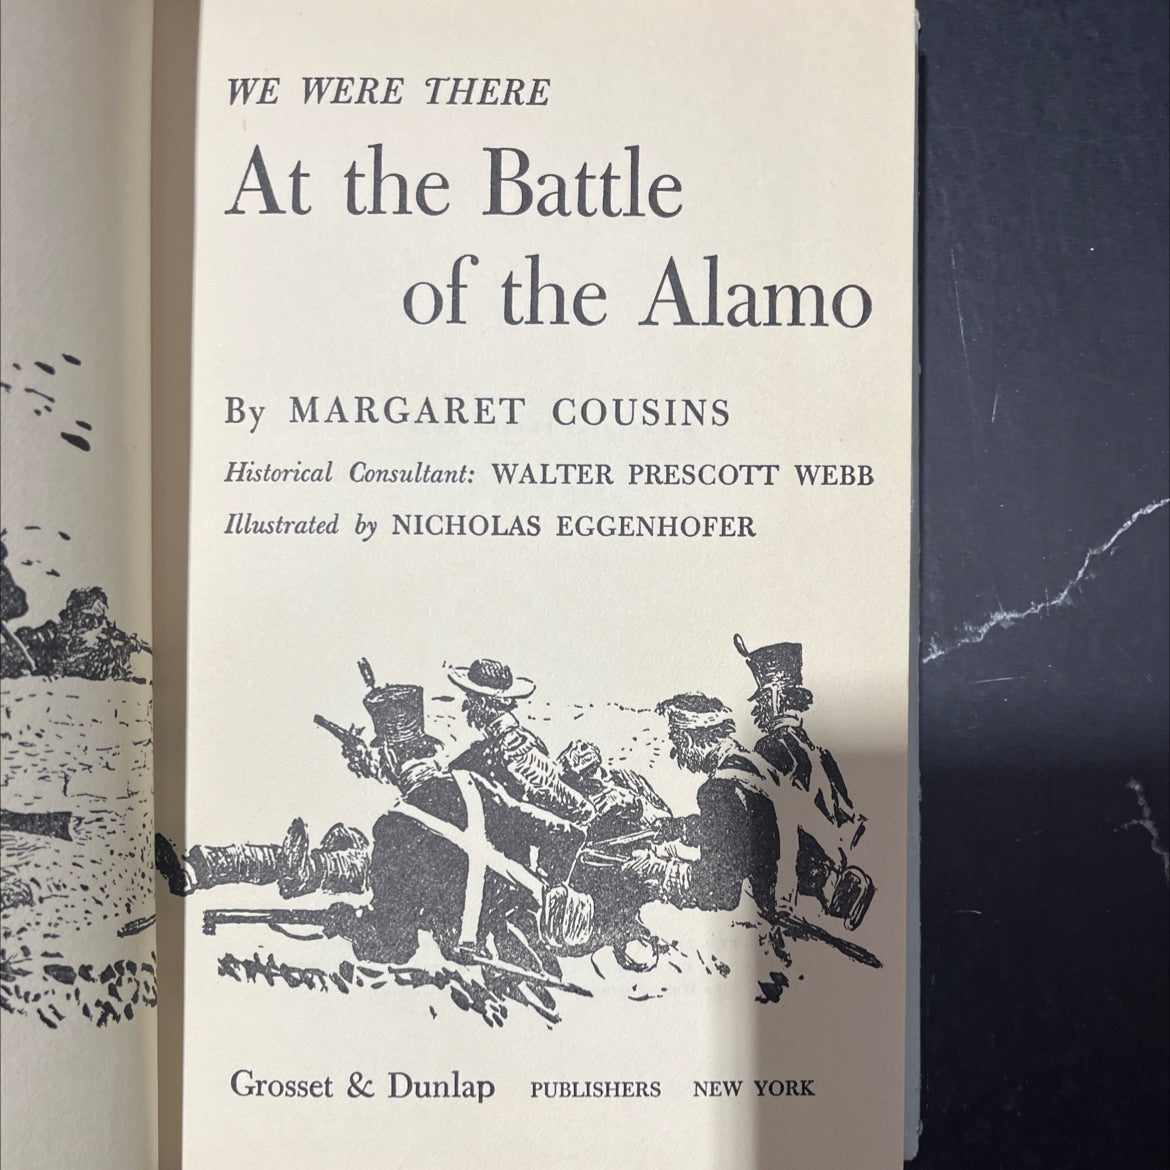 WE WERE THERE
At the Battle
of the Alamo
By MARGARET COUSINS
Historical Consultant: WALTER PRESCOTT WEBB
Illustrated by NICHOLAS EGGENHOFER
Grosset & Dunlap PUBLISHERS NEW YORK